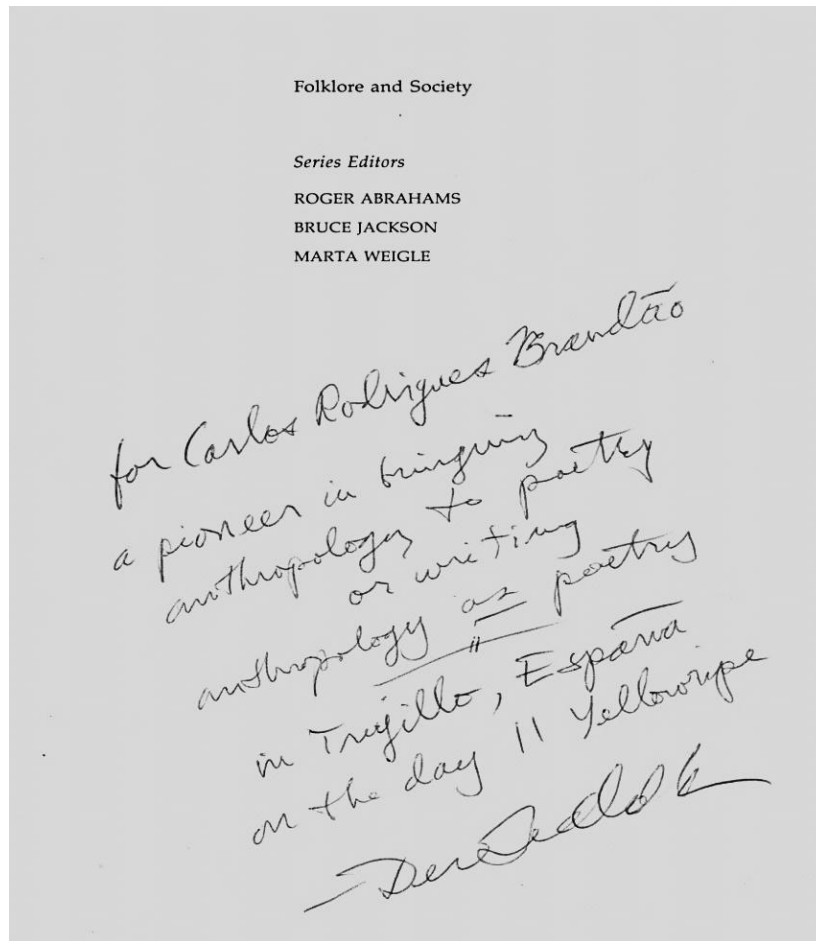 Folklore and Society
Series Editors
ROGER ABRAHAMS
BRUCE JACKSON
MARTA WEIGLE
for Carlos Rodrigues Brandão
a pioneer in bringing
anthropology to poetry
or writing
anthropology as poetry
in Trujillo, España
on the day 11 Yellowripe